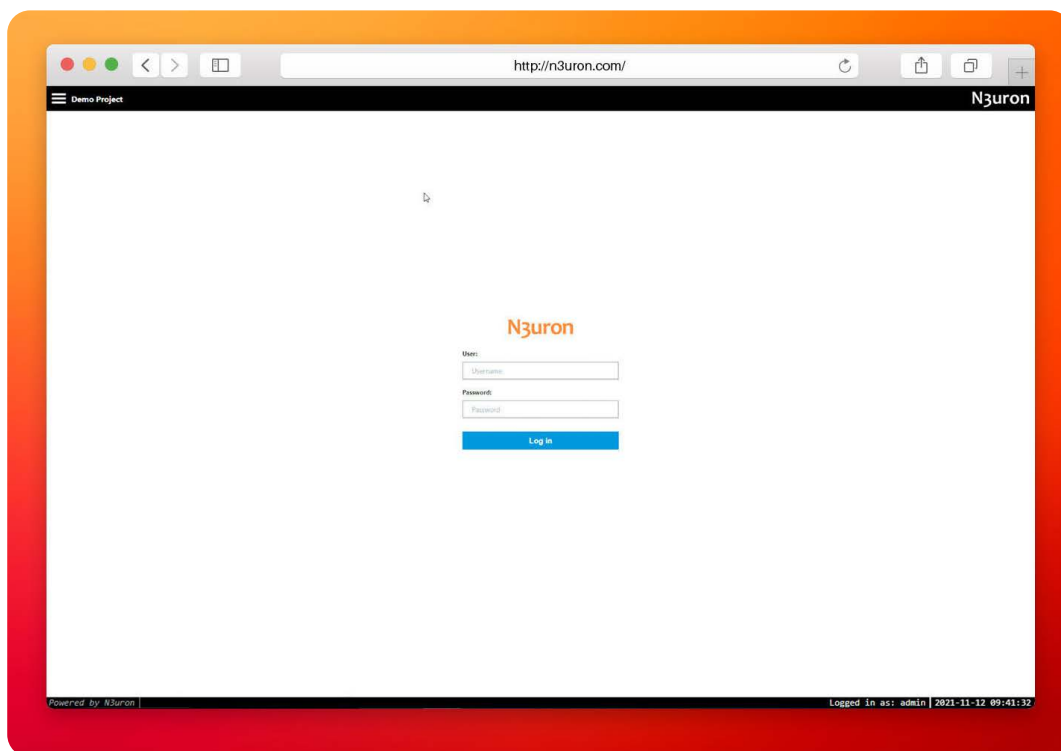 http://n3uron.com/
Demo Project
N3uron
N3uron
User:
Username
Password:
Password
Log in
Powered by N3uron
Logged in as: admin
2021-11-12 09:41:32